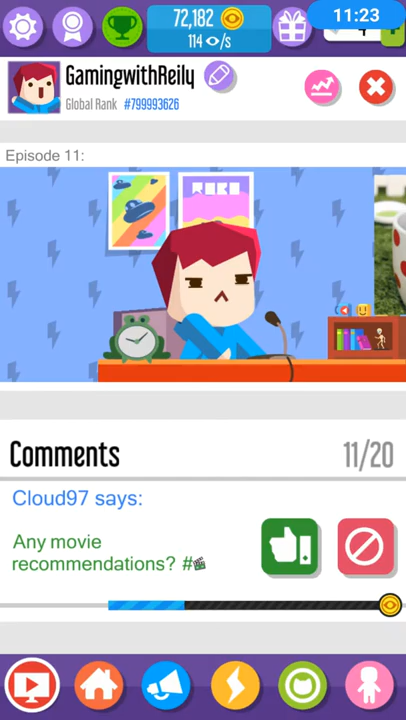 72,182
11:23
114 /s
GamingwithReily
Global Rank #799993626
Episode 11:
Comments 11/20
Cloud97 says:
Any movie
recommendations? #🎬